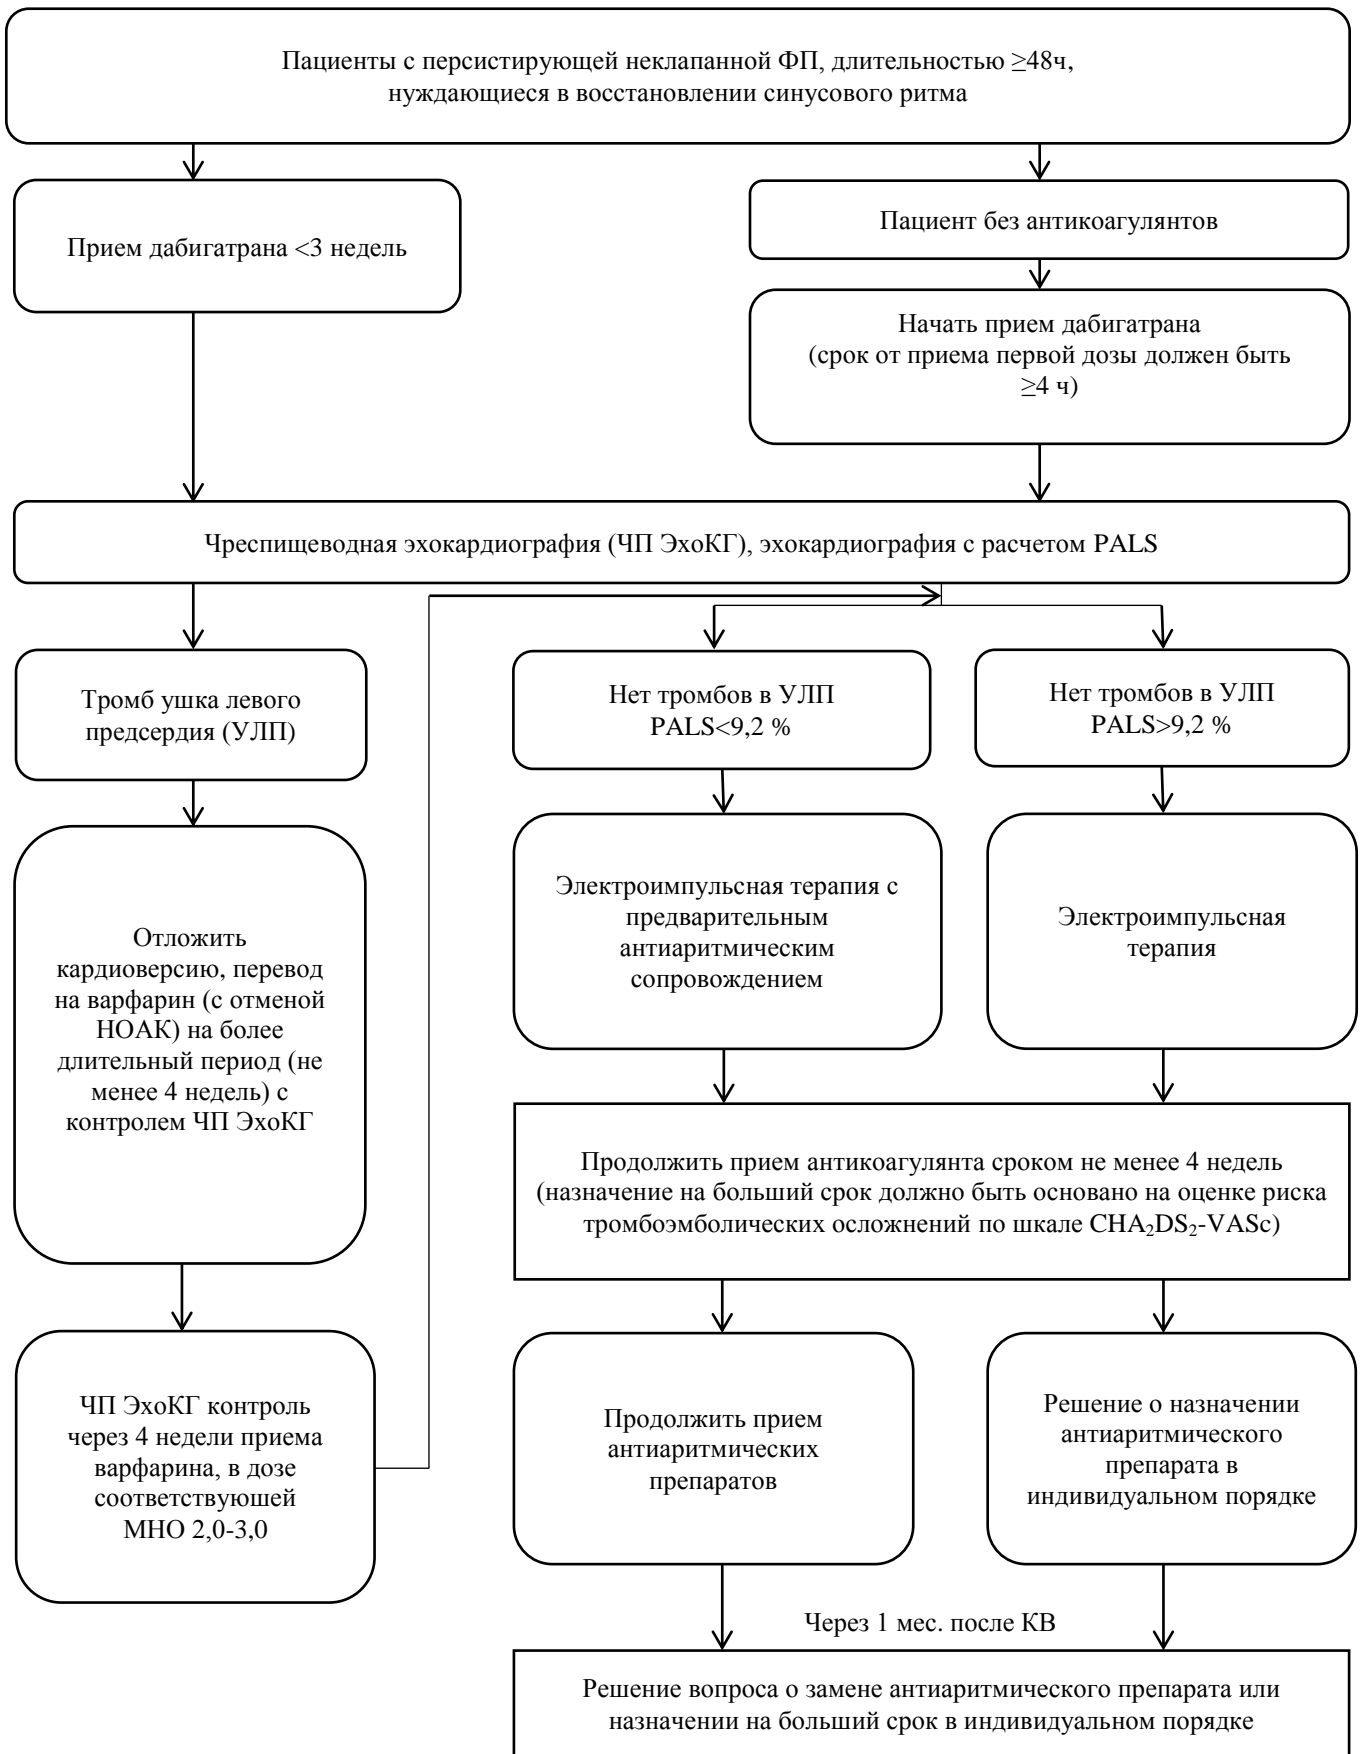 Пациенты с персистирующей неклапанной ФП, длительностью ≥48ч,
нуждающиеся в восстановлении синусового ритма
Прием дабигатрана <3 недель
Пациент без антикоагулянтов
Начать прием дабигатрана
(срок от приема первой дозы должен быть
≥4 ч)
Чреспищеводная эхокардиография (ЧП ЭхоКГ), эхокардиография с расчетом PALS
Тромб ушка левого
предсердия (УЛП)
Нет тромбов в УЛП
PALS<9,2 %
Нет тромбов в УЛП
PALS>9,2 %
Отложить
кардиоверсию, перевод
на варфарин (с отменой
НОАК) на более
длительный период (не
менее 4 недель) с
контролем ЧП ЭхоКГ
Электроимпульсная терапия с
предварительным
антиаритмическим
сопровождением
Электроимпульсная
терапия
Продолжить прием антикоагулянта сроком не менее 4 недель
(назначение на больший срок должно быть основано на оценке риска
тромбоэмболических осложнений по шкале CHA₂DS₂-VASc)
ЧП ЭхоКГ контроль
через 4 недели приема
варфарина, в дозе
соответствуюшей
МНО 2,0-3,0
Продолжить прием
антиаритмических
препаратов
Решение о назначении
антиаритмического
препарата в
индивидуальном порядке
Через 1 мес. после КВ
Решение вопроса о замене антиаритмического препарата или
назначении на больший срок в индивидуальном порядке